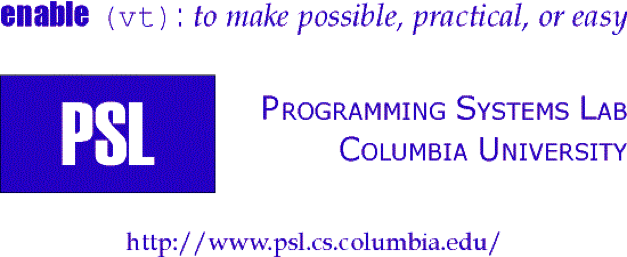 enable (vt): to make possible, practical, or easy
PSL
PROGRAMMING SYSTEMS LAB
COLUMBIA UNIVERSITY
http://www.psl.cs.columbia.edu/